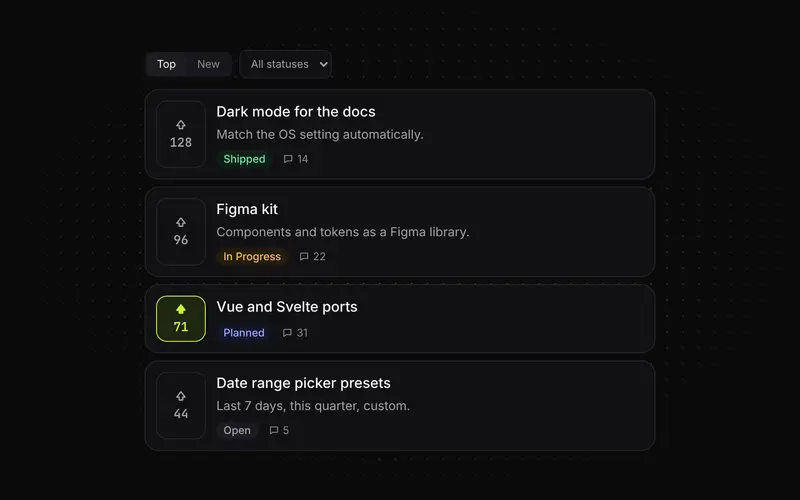 Top New All statuses
128
Dark mode for the docs
Match the OS setting automatically.
Shipped 14
96
Figma kit
Components and tokens as a Figma library.
In Progress 22
71
Vue and Svelte ports
Planned 31
44
Date range picker presets
Last 7 days, this quarter, custom.
Open 5